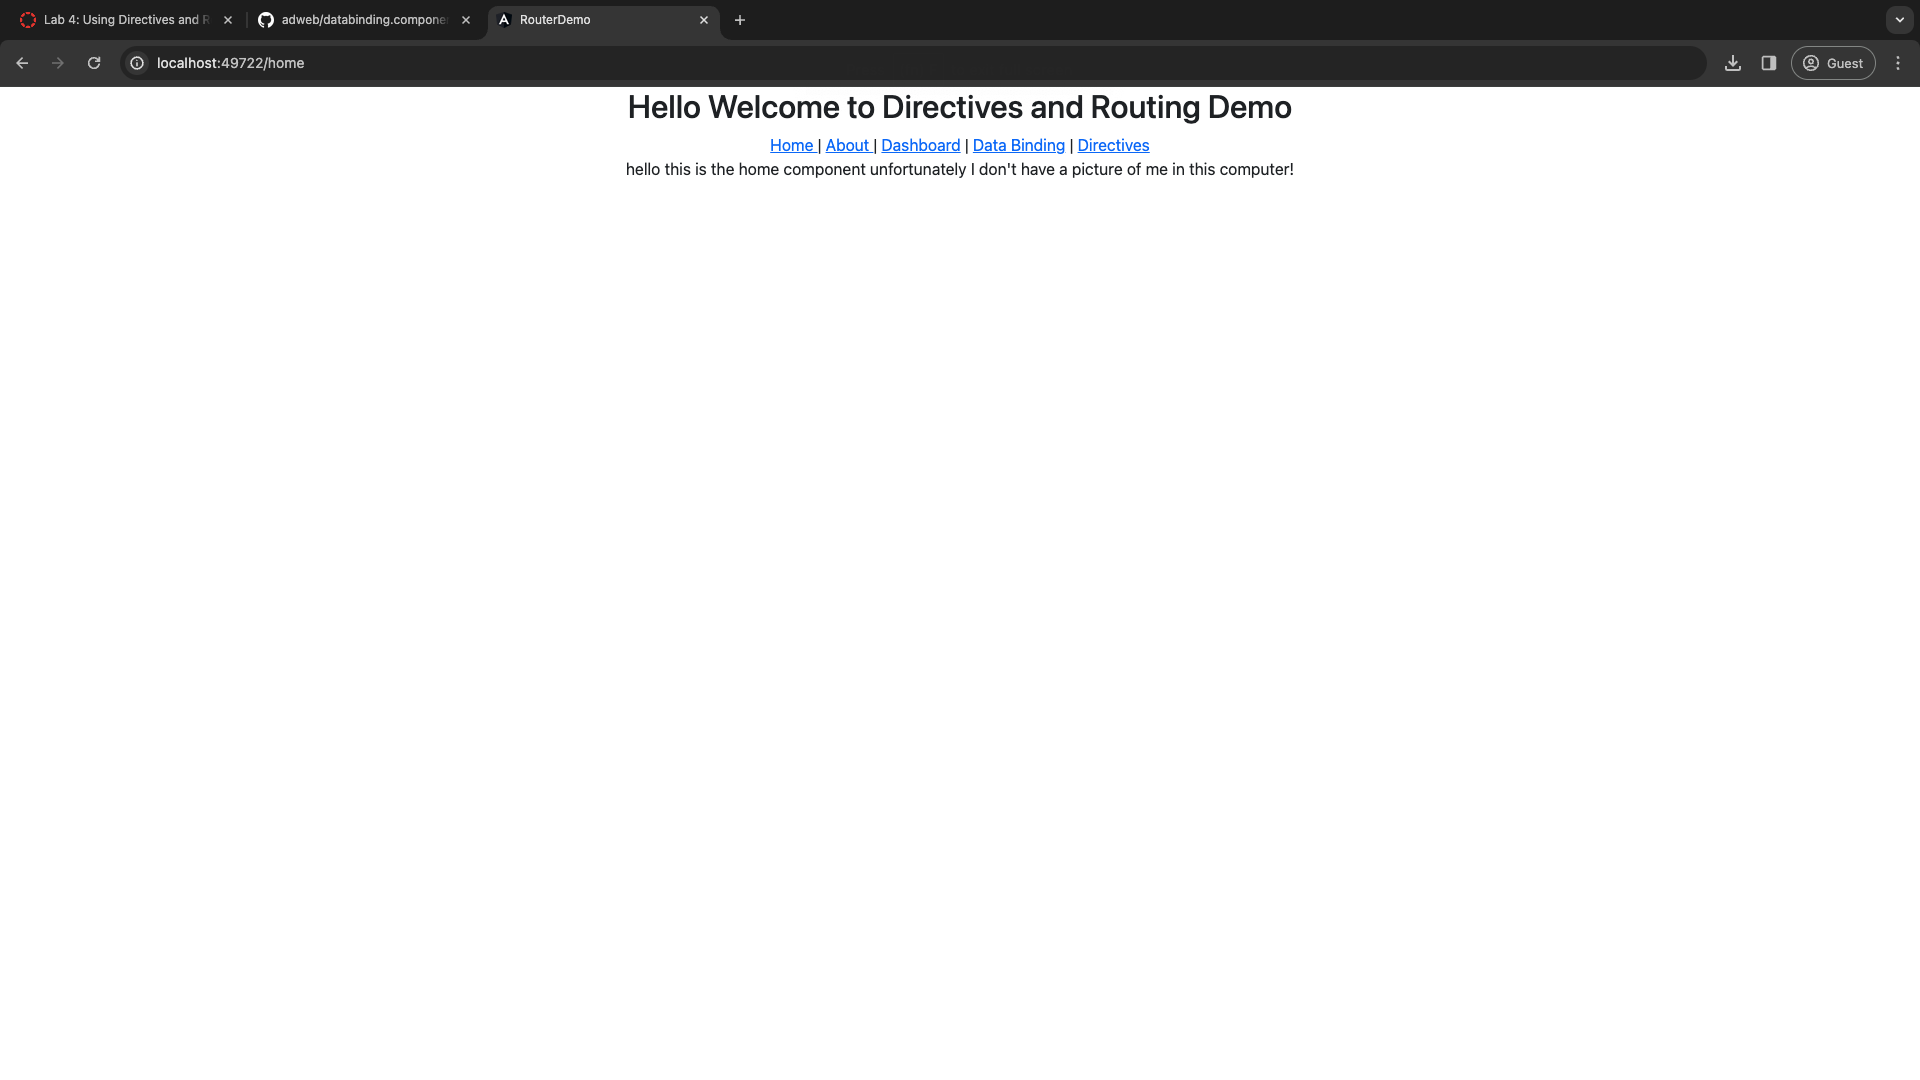 Lab 4: Using Directives and R
adweb/databinding.compone
RouterDemo
localhost:49722/home
Guest
Hello Welcome to Directives and Routing Demo
Home | About | Dashboard | Data Binding | Directives
hello this is the home component unfortunately I don't have a picture of me in this computer!